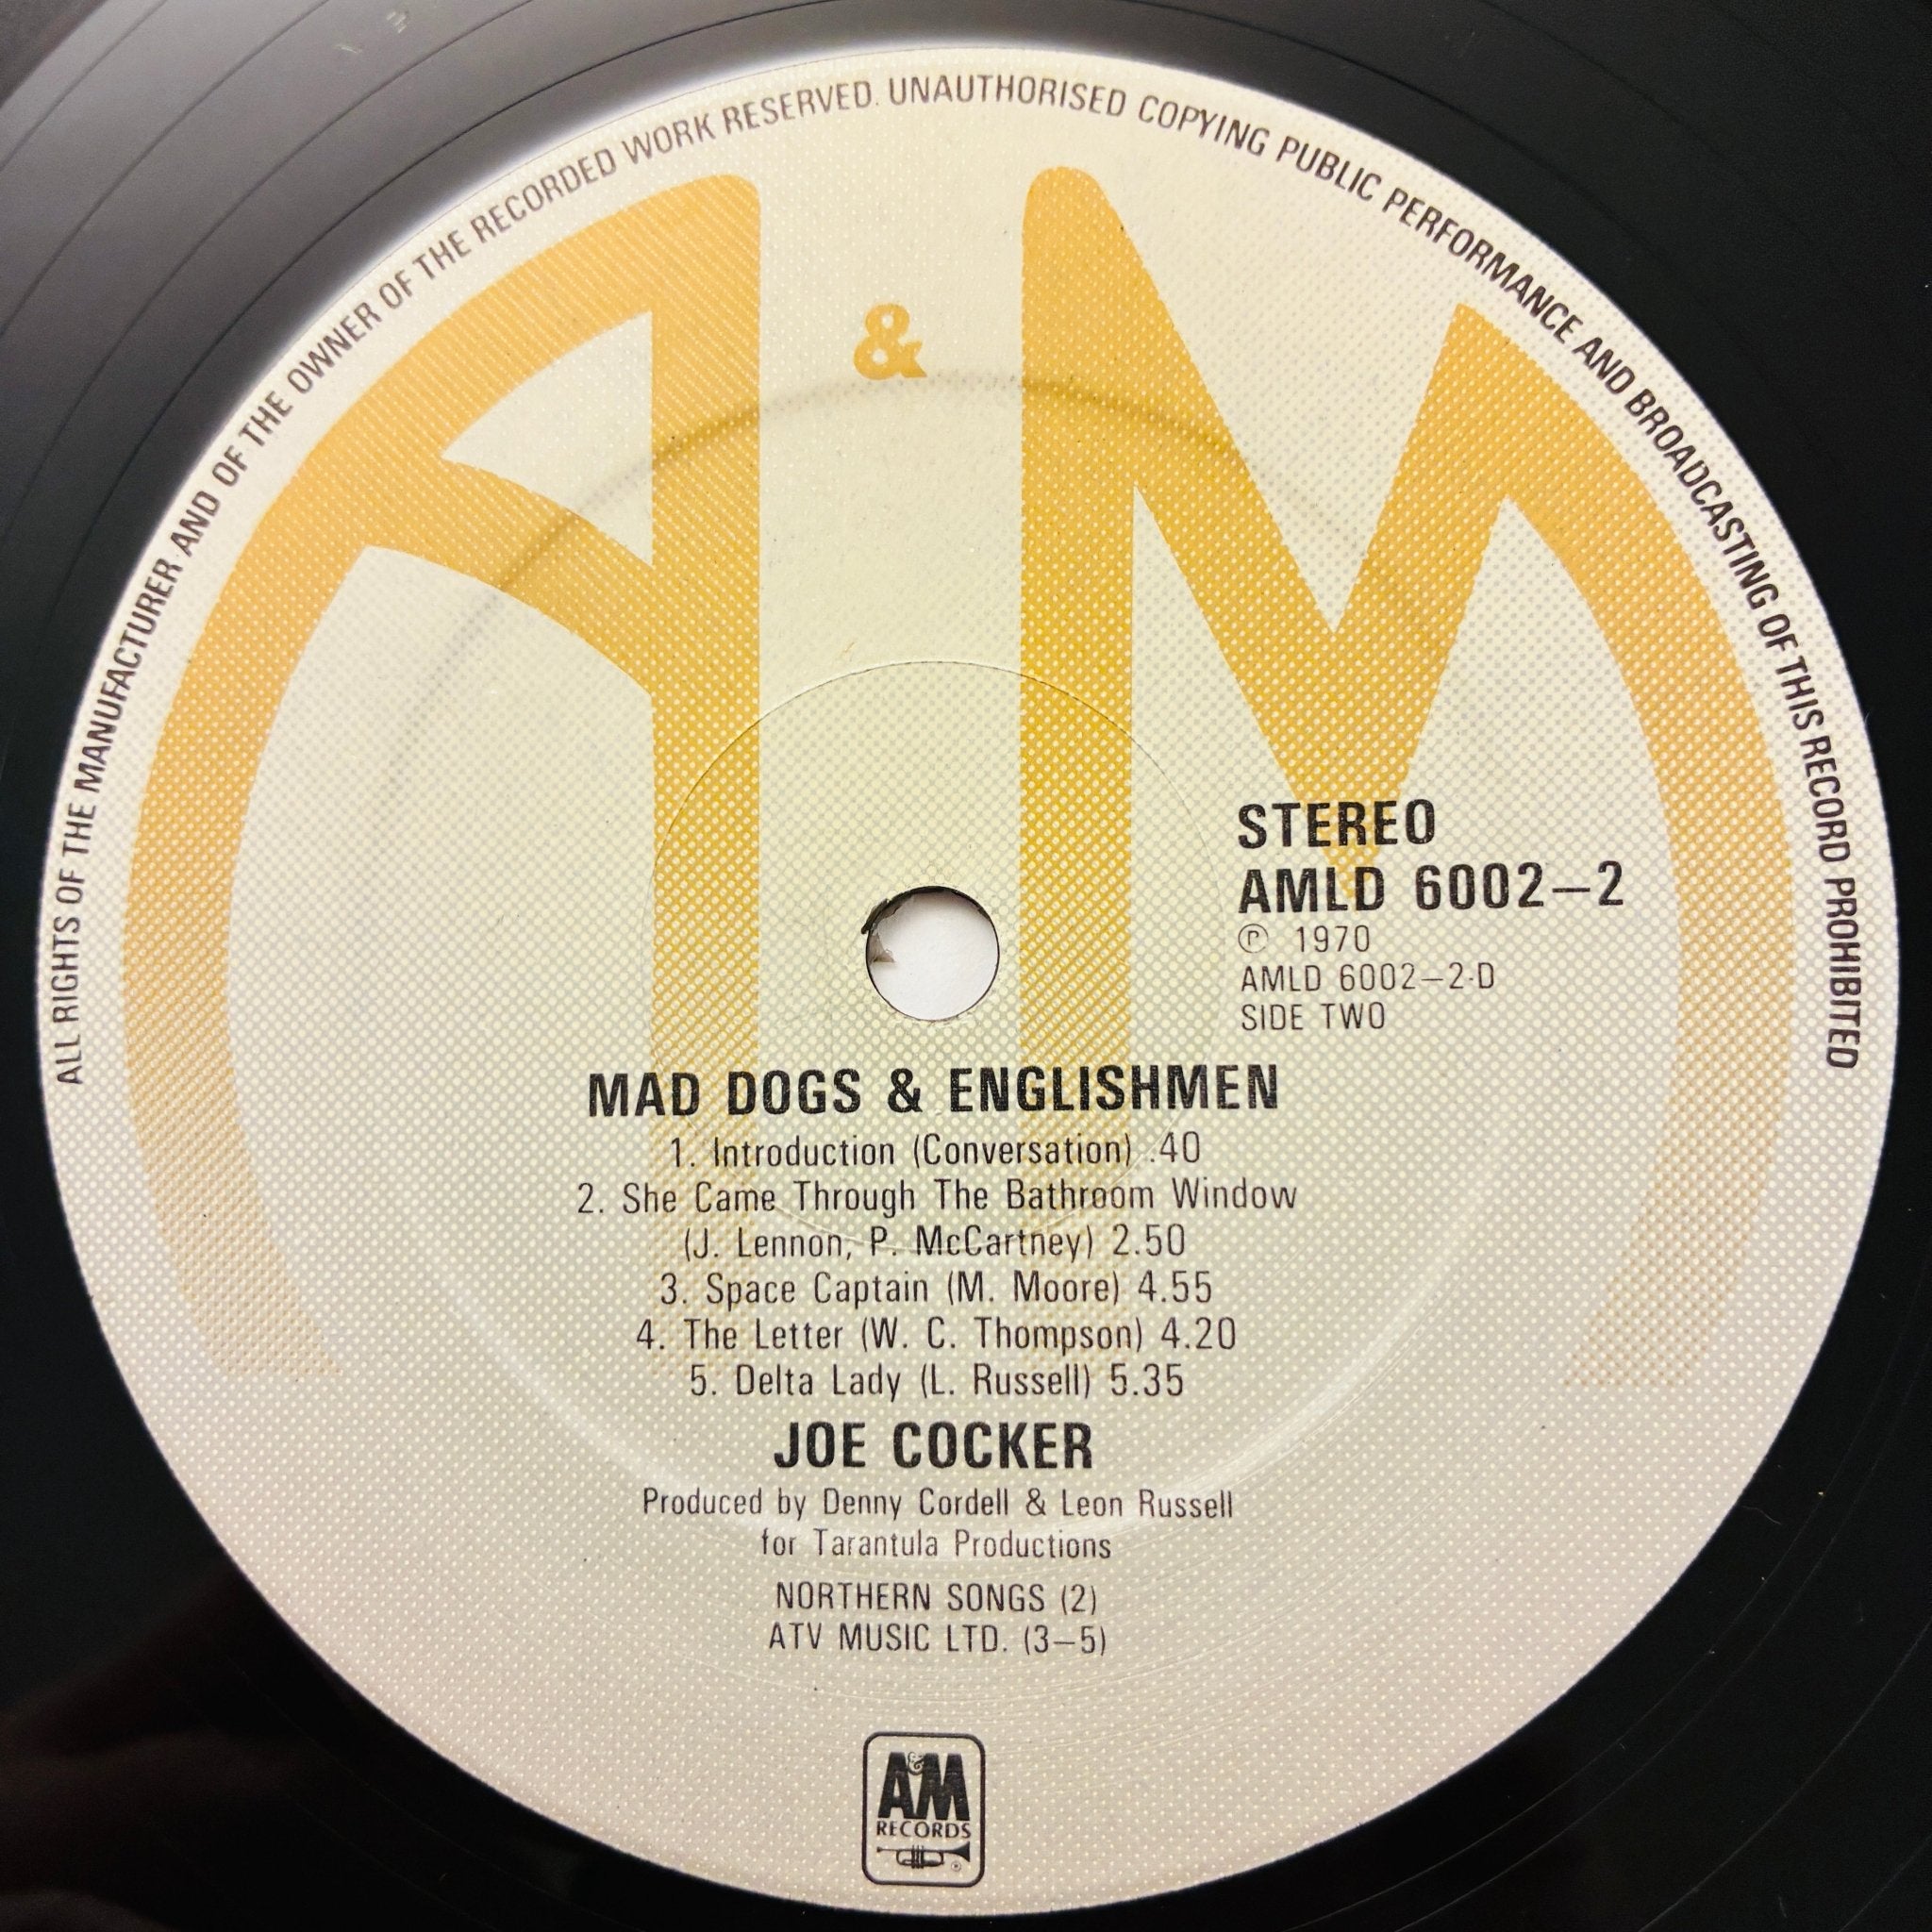 ALL RIGHTS OF THE MANUFACTURER AND OF THE OWNER OF THE RECORDED WORK RESERVED. UNAUTHORISED COPYING PUBLIC PERFORMANCE AND BROADCASTING OF THIS RECORD PROHIBITED
A & M
STEREO
AMLD 6002–2
℗ 1970
AMLD 6002–2-D
SIDE TWO
MAD DOGS & ENGLISHMEN
1. Introduction (Conversation) .40
2. She Came Through The Bathroom Window
(J. Lennon, P. McCartney) 2.50
3. Space Captain (M. Moore) 4.55
4. The Letter (W. C. Thompson) 4.20
5. Delta Lady (L. Russell) 5.35
JOE COCKER
Produced by Denny Cordell & Leon Russell
for Tarantula Productions
NORTHERN SONGS (2)
ATV MUSIC LTD. (3–5)
A&M
RECORDS
®